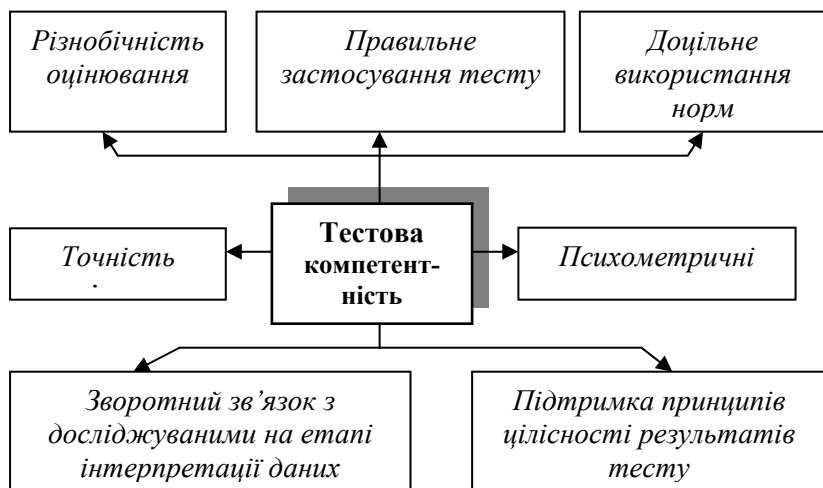 Різнобічність
оцінювання
Правильне
застосування тесту
Доцільне
використання
норм
Точність
Тестова
компетент-
ність
Психометричні
Зворотний зв’язок з
досліджуваними на етапі
інтерпретації даних
Підтримка принципів
цілісності результатів
тесту